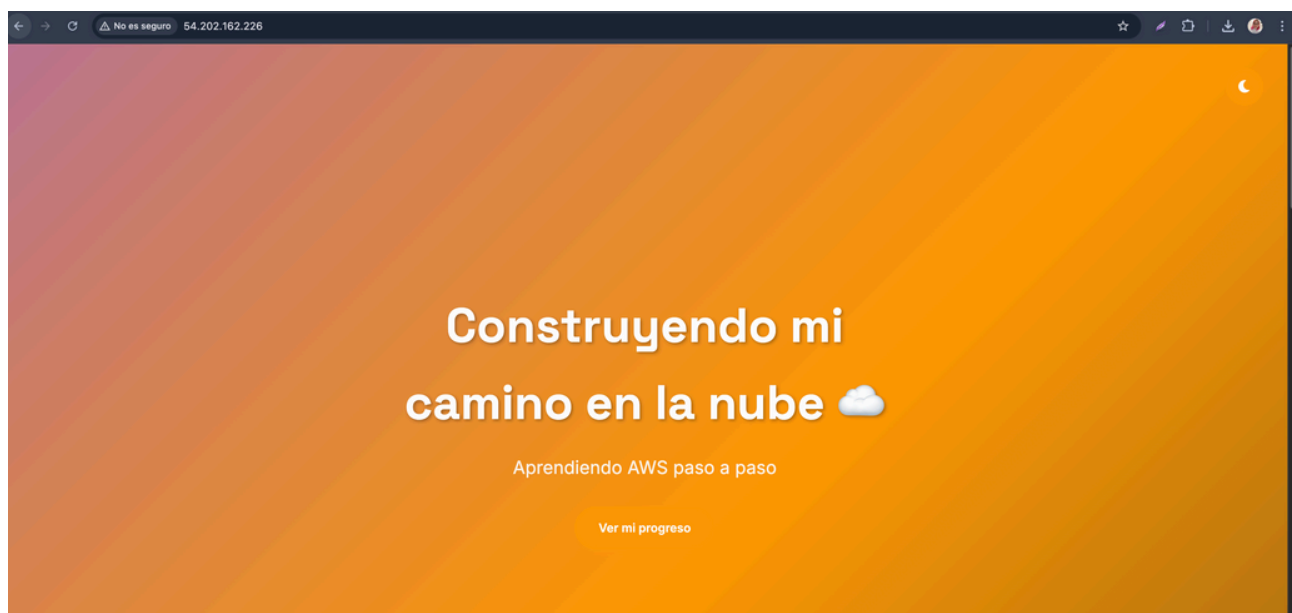 No es seguro 54.202.162.226
Construyendo mi
camino en la nube
Aprendiendo AWS paso a paso
Ver mi progreso